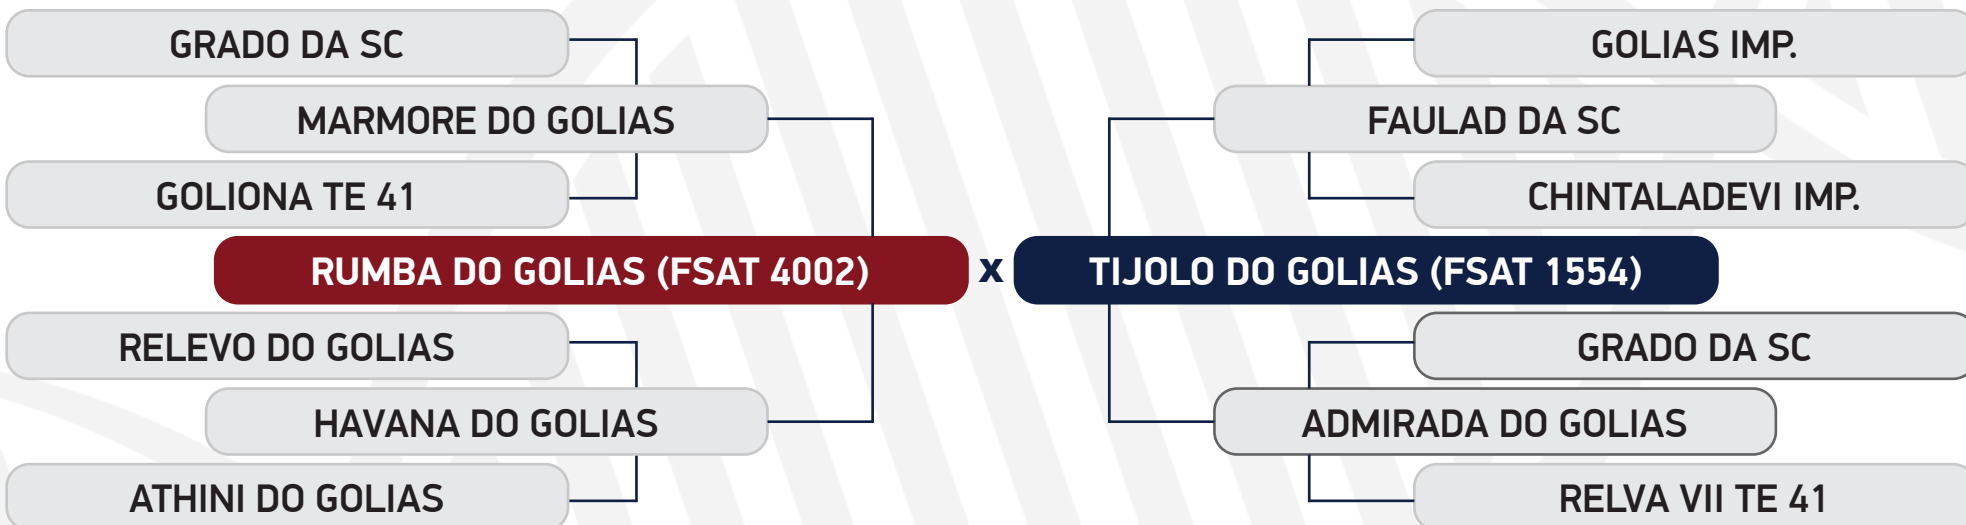 GRADO DA SC
GOLIAS IMP.
MARMORE DO GOLIAS
FAULAD DA SC
GOLIONA TE 41
CHINTALADEVI IMP.
RUMBA DO GOLIAS (FSAT 4002) x TIJOLO DO GOLIAS (FSAT 1554)
RELEVO DO GOLIAS
GRADO DA SC
HAVANA DO GOLIAS
ADMIRADA DO GOLIAS
ATHINI DO GOLIAS
RELVA VII TE 41